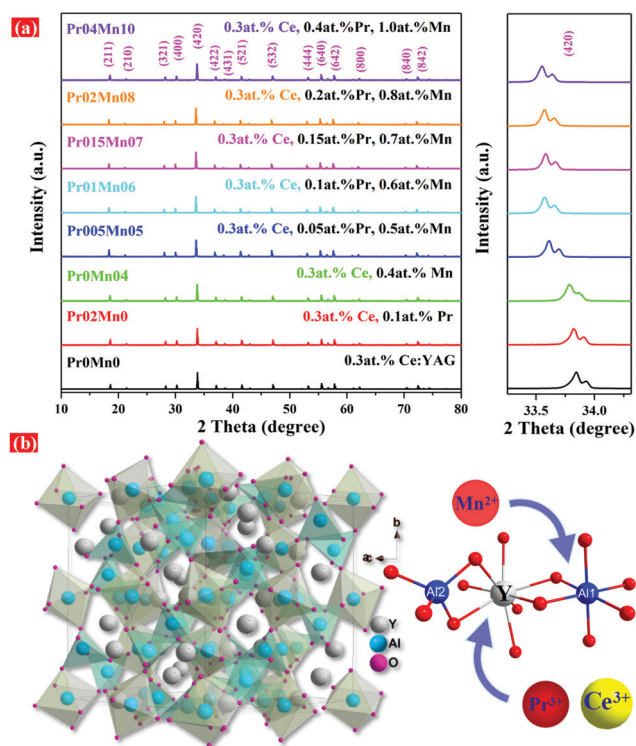 (a)
Pr04Mn10
0.3at.% Ce, 0.4at.%Pr, 1.0at.%Mn
(211)
(210)
(321)
(400)
(420)
(422)
(431)
(521)
(532)
(444)
(640)
(642)
(800)
(840)
(842)
Pr02Mn08
0.3at.% Ce, 0.2at.%Pr, 0.8at.%Mn
Pr015Mn07
0.3at.% Ce, 0.15at.%Pr, 0.7at.%Mn
Pr01Mn06
0.3at.% Ce, 0.1at.%Pr, 0.6at.%Mn
Pr005Mn05
0.3at.% Ce, 0.05at.%Pr, 0.5at.%Mn
Pr0Mn04
0.3at.% Ce, 0.4at.% Mn
Pr02Mn0
0.3at.% Ce, 0.1at.% Pr
Pr0Mn0
0.3at.% Ce:YAG
Intensity (a.u.)
10 20 30 40 50 60 70 80
2 Theta (degree)
(420)
Intensity (a.u.)
33.5 34.0
2 Theta (degree)
(b)
b
a
c
Y
Al
O
Mn2+
Al2
Y
Al1
Pr3+
Ce3+